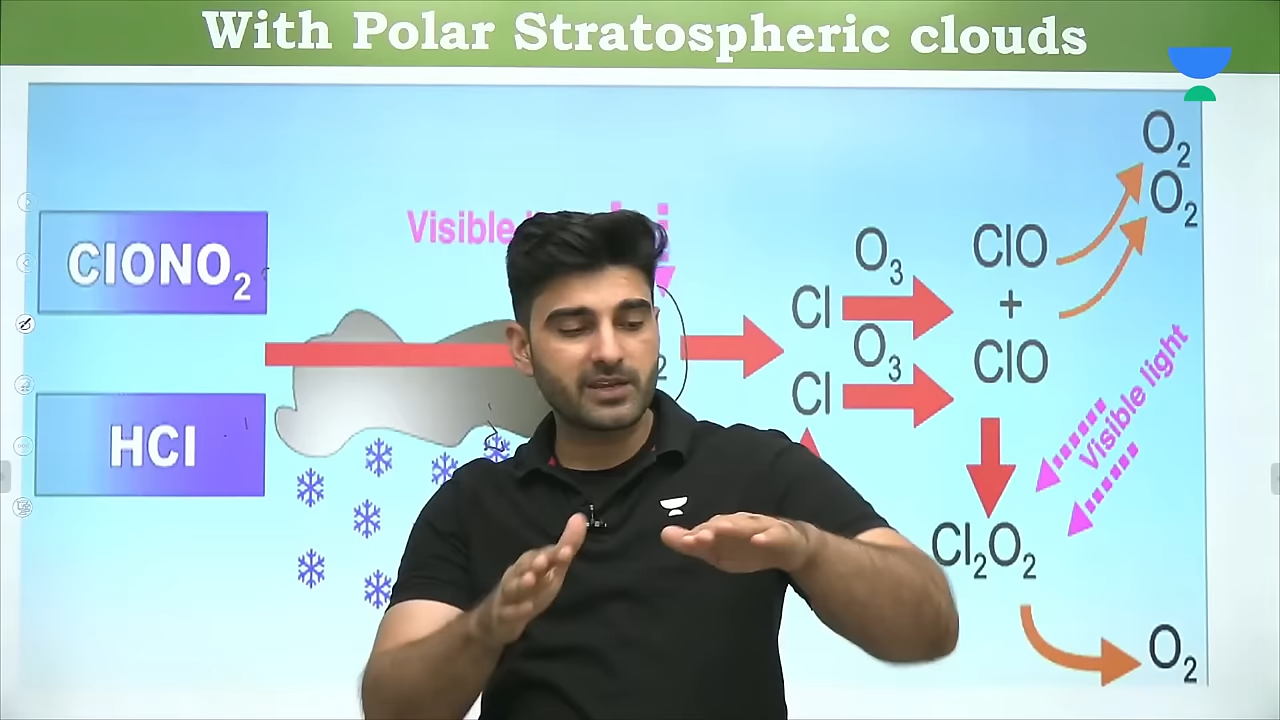 With Polar Stratospheric clouds
O2
O2
Visible
ClONO2
O3
ClO
Cl
+
O3
ClO
2
Cl
HCl
Visible light
Cl2O2
O2